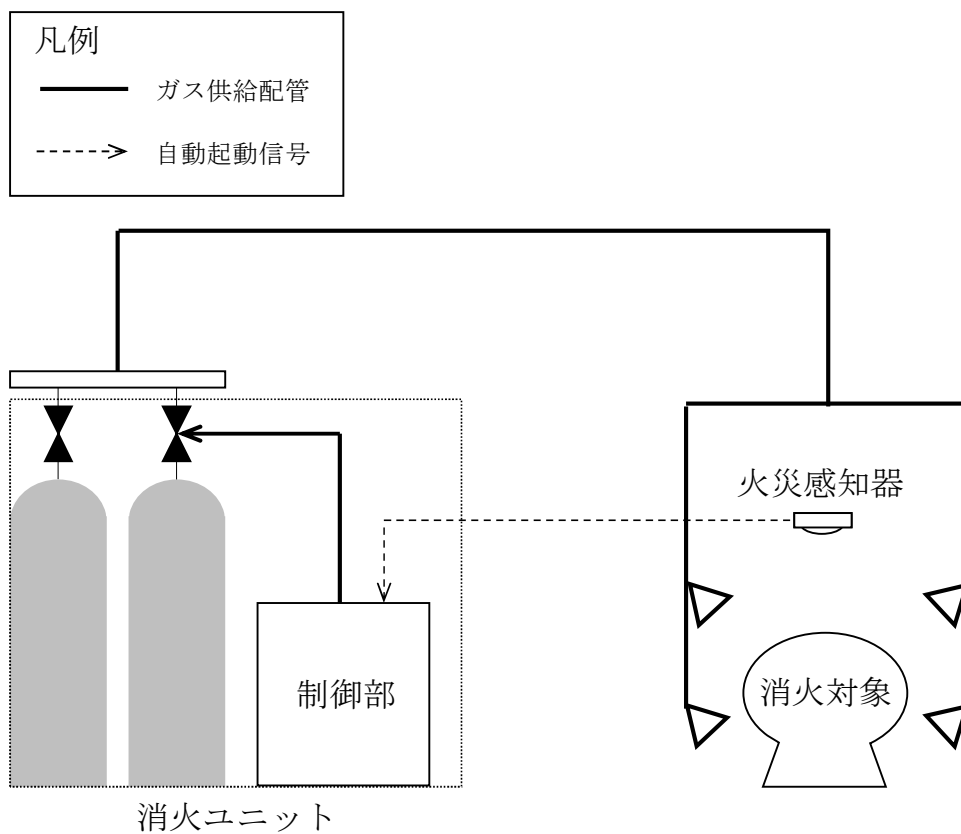 凡例
ガス供給配管
自動起動信号
火災感知器
制御部
消火対象
消火ユニット